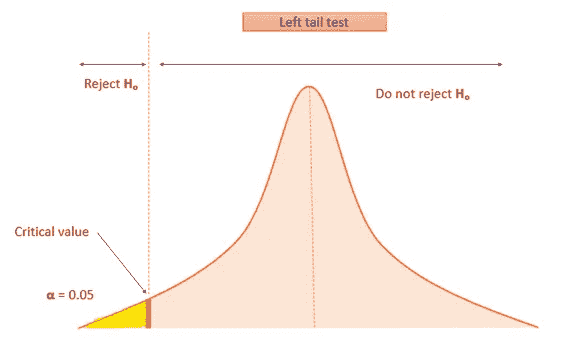 Left tail test
Reject H₀
Do not reject H₀
Critical value
α = 0.05